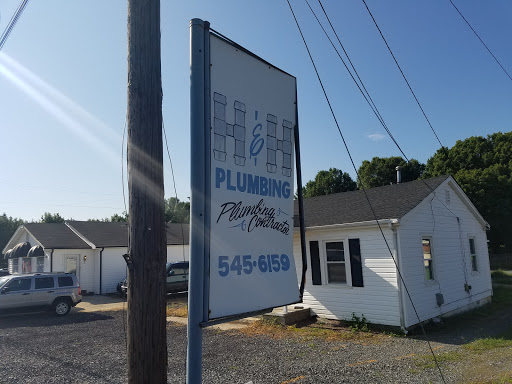 H & H
PLUMBING
Plumbing
Contractor
545-6159